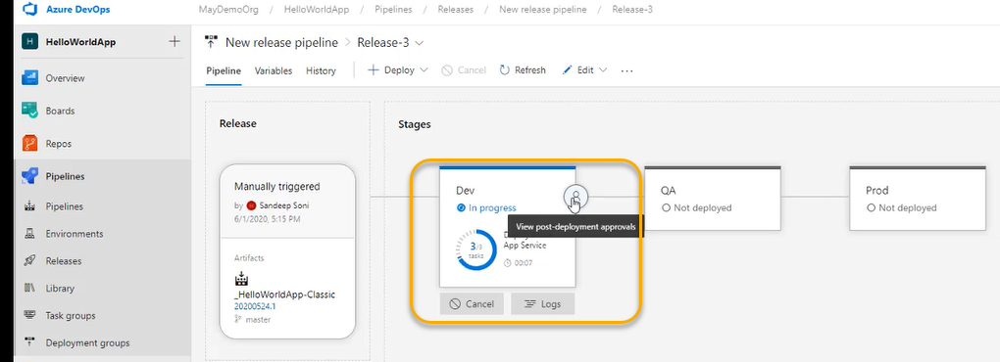 Azure DevOps
MayDemoOrg / HelloWorldApp / Pipelines / Releases / New release pipeline / Release-3
H HelloWorldApp
New release pipeline > Release-3
Pipeline Variables History Deploy Cancel Refresh Edit ...
Overview
Boards
Repos
Pipelines
Pipelines
Environments
Releases
Library
Task groups
Deployment groups
Release
Manually triggered
by Sandeep Soni
6/1/2020, 5:15 PM
Artifacts
_HelloWorldApp-Classic
20200524.1
master
Stages
Dev
In progress
View post-deployment approvals
3/3
tasks
App Service
00:07
Cancel Logs
QA
Not deployed
Prod
Not deployed